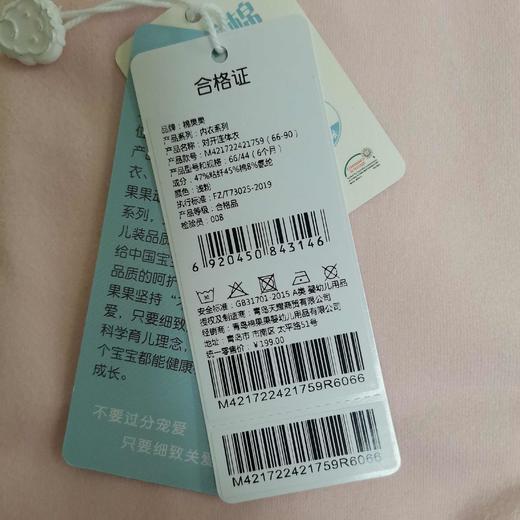 棉
合格证
品牌：棉果果
产品系列：内衣系列
产品名称：对开连体衣
产品款号：M421722421759（66-90）
产品型号和规格：66/44（6个月）
成分：47%粘纤45%棉8%氨纶
颜色：浅粉
执行标准：FZ/T73025-2019
产品等级：合格品
检验员：008
6 920450 843146
安全标准：GB31701-2015 A类 婴幼儿用品
授权及制造商：青岛天耀商贸有限公司
经销商：青岛棉果果婴幼儿用品有限公司
地址：青岛市 市南区 太平路51号
统一零售价：¥199.00
M421722421759R6066
M421722421759R6066
产品
衣、
果果
系列，
儿装品质
给中国宝
品质的呵护
果果坚持“
爱，只要细致
科学育儿理念，
个宝宝都能健康
成长。
不要过分宠爱
只要细致关爱